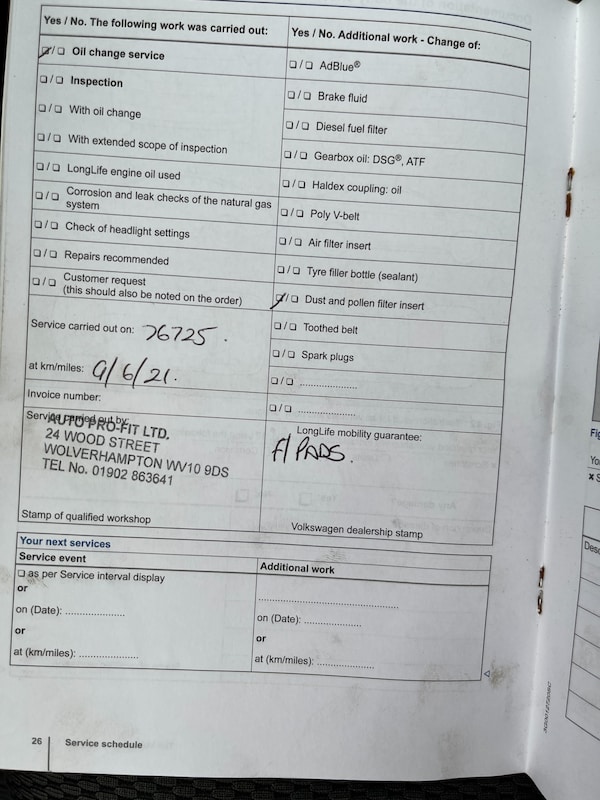 Yes / No. The following work was carried out:
☑/❑ Oil change service
❑/❑ Inspection
❑/❑ With oil change
❑/❑ With extended scope of inspection
❑/❑ LongLife engine oil used
❑/❑ Corrosion and leak checks of the natural gas
system
❑/❑ Check of headlight settings
❑/❑ Repairs recommended
❑/❑ Customer request
(this should also be noted on the order)
Service carried out on: 76725.
at km/miles: 9/6/21.
Invoice number:
Service carried out by:
AUTO PRO-FIT LTD.
24 WOOD STREET
WOLVERHAMPTON WV10 9DS
TEL No. 01902 863641
Stamp of qualified workshop
Yes / No. Additional work - Change of:
❑/❑ AdBlue®
❑/❑ Brake fluid
❑/❑ Diesel fuel filter
❑/❑ Gearbox oil: DSG®, ATF
❑/❑ Haldex coupling: oil
❑/❑ Poly V-belt
❑/❑ Air filter insert
❑/❑ Tyre filler bottle (sealant)
☑/❑ Dust and pollen filter insert
❑/❑ Toothed belt
❑/❑ Spark plugs
❑/❑ ....................
❑/❑ ....................
LongLife mobility guarantee:
F/PADS.
Volkswagen dealership stamp
Your next services
Service event
❑ as per Service interval display
or
on (Date): .....................
or
at (km/miles): .....................
Additional work
..................................................
on (Date): .....................
or
at (km/miles): .....................
26 Service schedule